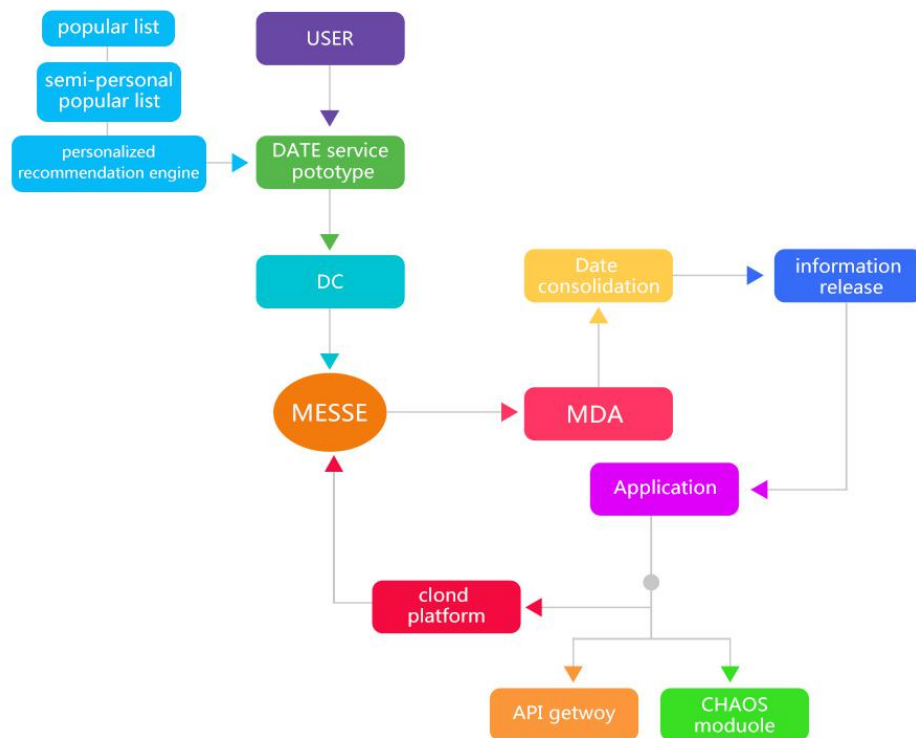 popular list
USER
semi-personal
popular list
personalized
recommendation engine
DATE service
pototype
DC
Date
consolidation
information
release
MESSE
MDA
Application
clond
platform
API getwoy
CHAOS
moduole